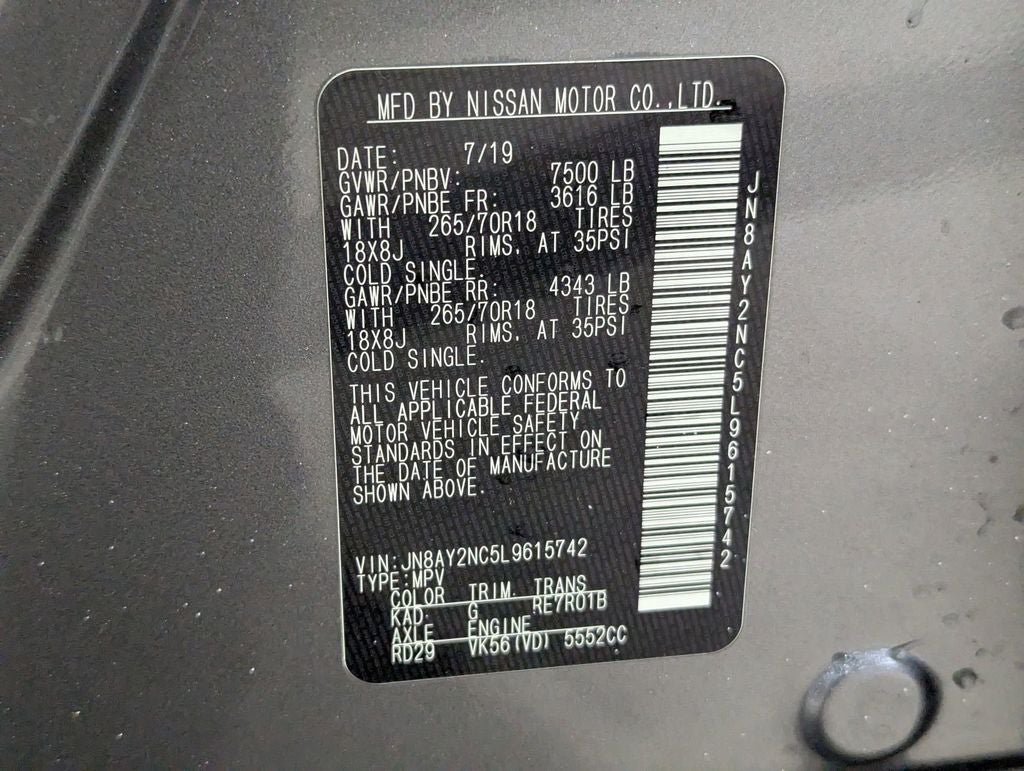 MFD BY NISSAN MOTOR CO.,LTD.
DATE: 7/19
GVWR/PNBV: 7500 LB
GAWR/PNBE FR: 3616 LB
WITH 265/70R18 TIRES
18X8J RIMS, AT 35PSI
COLD SINGLE.
GAWR/PNBE RR: 4343 LB
WITH 265/70R18 TIRES
18X8J RIMS, AT 35PSI
COLD SINGLE.
THIS VEHICLE CONFORMS TO
ALL APPLICABLE FEDERAL
MOTOR VEHICLE SAFETY
STANDARDS IN EFFECT ON
THE DATE OF MANUFACTURE
SHOWN ABOVE.
VIN:JN8AY2NC5L9615742
TYPE:MPV
COLOR TRIM. TRANS
KAD. G RE7R01B
AXLE ENGINE
RD29 VK56(VD) 5552CC
JN8AY2NC5L9615742